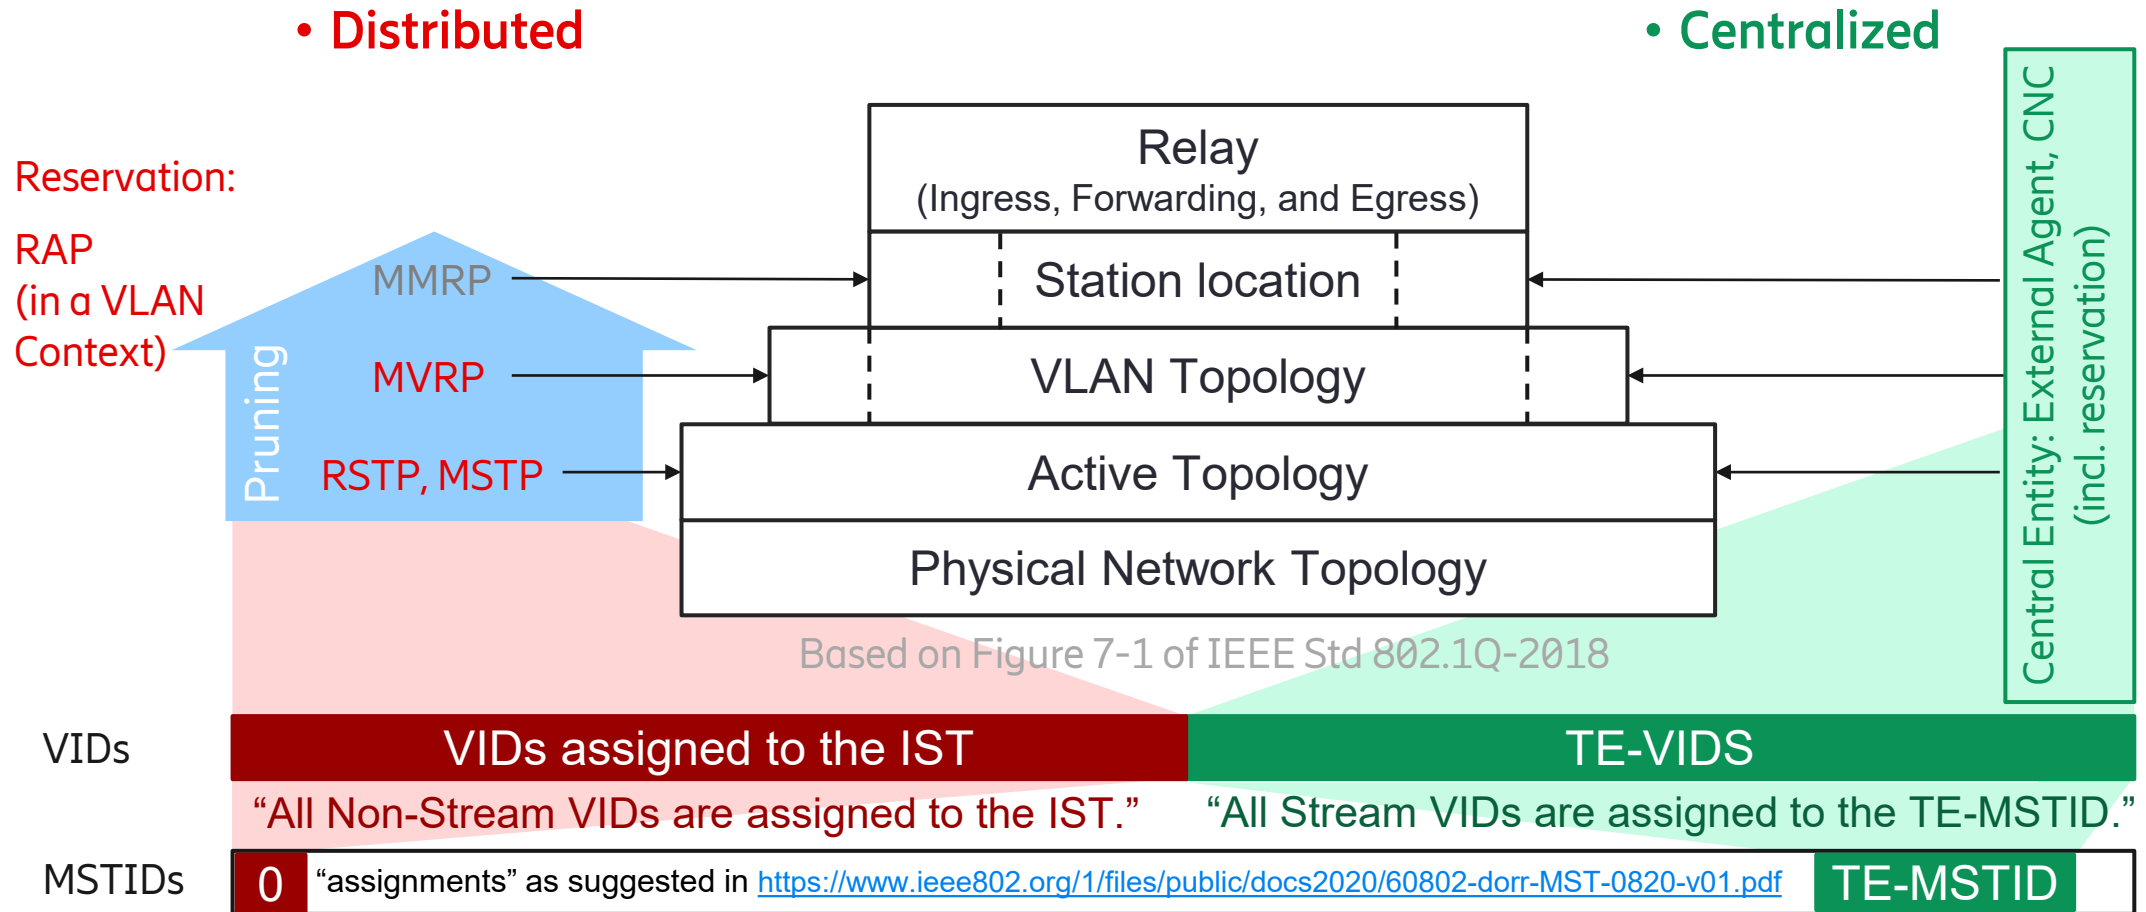 • Distributed
• Centralized
Reservation:
RAP
(in a VLAN
Context)
Pruning
MMRP
MVRP
RSTP, MSTP
Relay
(Ingress, Forwarding, and Egress)
Station location
VLAN Topology
Active Topology
Physical Network Topology
Central Entity: External Agent, CNC
(incl. reservation)
Based on Figure 7-1 of IEEE Std 802.1Q-2018
VIDs
VIDs assigned to the IST
TE-VIDS
“All Non-Stream VIDs are assigned to the IST.”
“All Stream VIDs are assigned to the TE-MSTID.”
MSTIDs
0
“assignments” as suggested in https://www.ieee802.org/1/files/public/docs2020/60802-dorr-MST-0820-v01.pdf
TE-MSTID